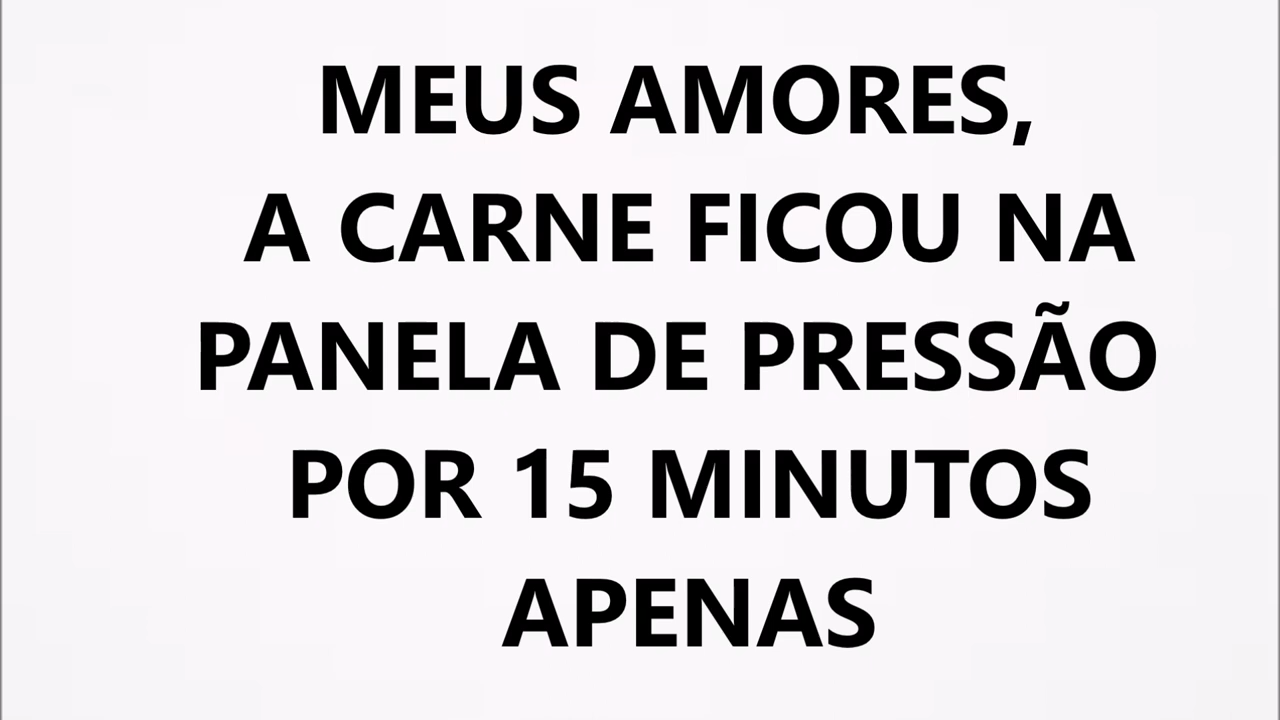 MEUS AMORES,
A CARNE FICOU NA
PANELA DE PRESSÃO
POR 15 MINUTOS
APENAS